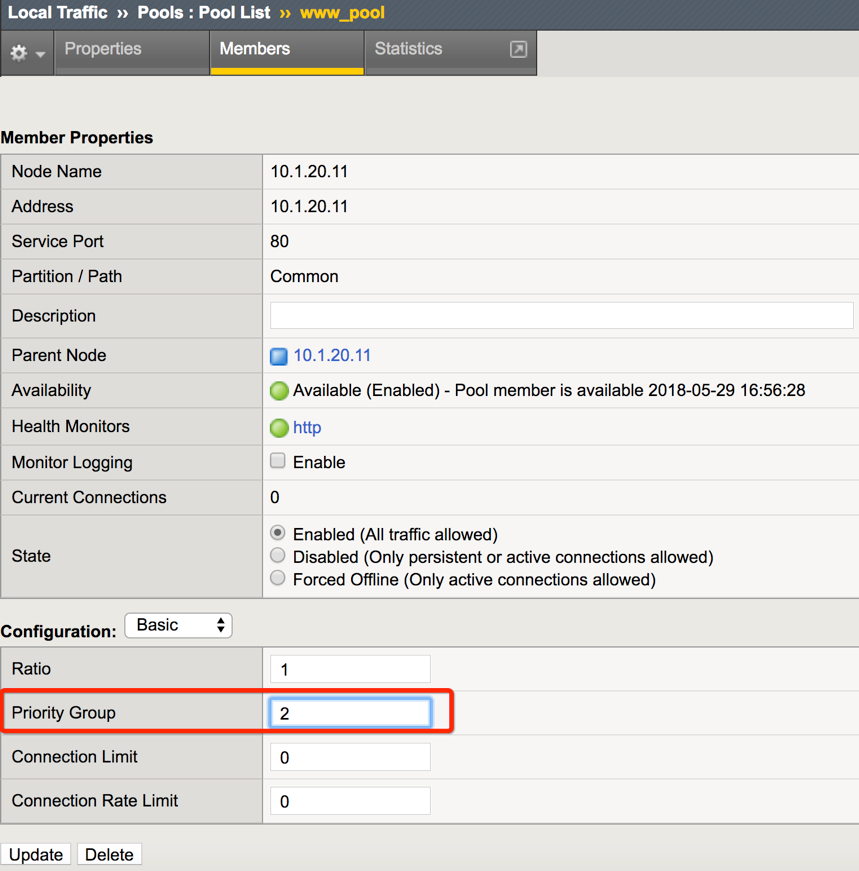 Local Traffic ›› Pools : Pool List ›› www_pool
Properties Members Statistics
Member Properties
Node Name 10.1.20.11
Address 10.1.20.11
Service Port 80
Partition / Path Common
Description
Parent Node 10.1.20.11
Availability Available (Enabled) - Pool member is available 2018-05-29 16:56:28
Health Monitors http
Monitor Logging Enable
Current Connections 0
State Enabled (All traffic allowed)
Disabled (Only persistent or active connections allowed)
Forced Offline (Only active connections allowed)
Configuration: Basic
Ratio 1
Priority Group 2
Connection Limit 0
Connection Rate Limit 0
Update Delete